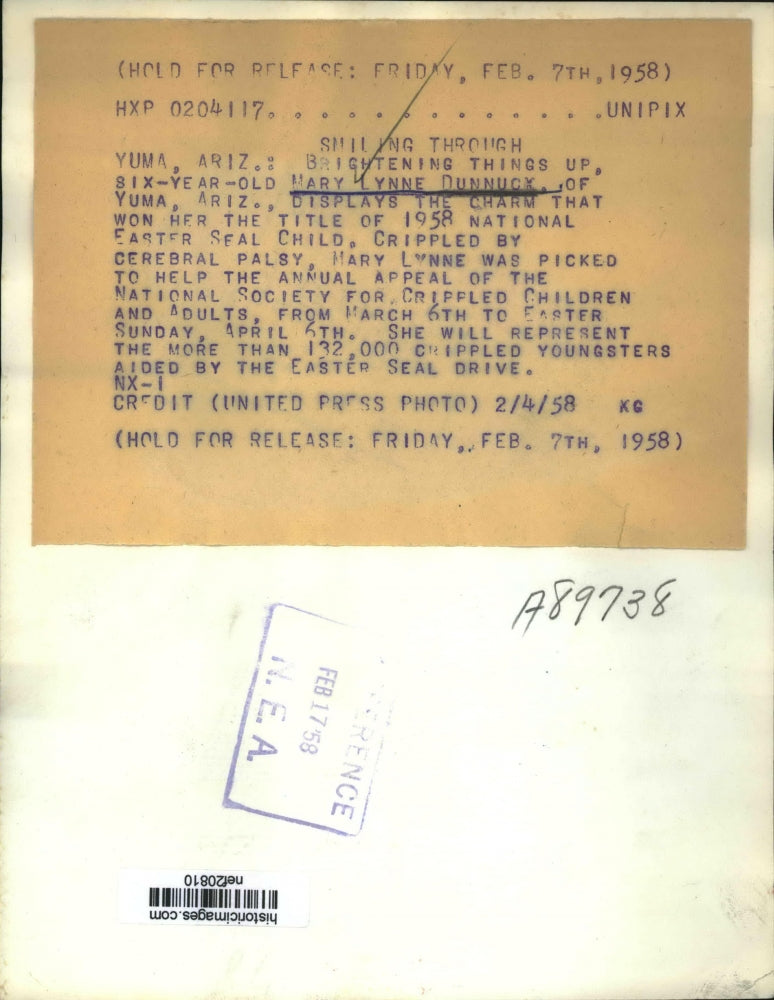 (HOLD FOR RELEASE: FRIDAY, FEB. 7TH, 1958)
HXP 0204117. . . . . . . . . . . . . .UNIPIX
SMILING THROUGH
YUMA, ARIZ.: BRIGHTENING THINGS UP,
SIX-YEAR-OLD MARY LYNNE DUNNUCK, OF
YUMA, ARIZ., DISPLAYS THE CHARM THAT
WON HER THE TITLE OF 1958 NATIONAL
EASTER SEAL CHILD. CRIPPLED BY
CEREBRAL PALSY, MARY LYNNE WAS PICKED
TO HELP THE ANNUAL APPEAL OF THE
NATIONAL SOCIETY FOR CRIPPLED CHILDREN
AND ADULTS, FROM MARCH 6TH TO EASTER
SUNDAY, APRIL 6TH. SHE WILL REPRESENT
THE MORE THAN 132,000 CRIPPLED YOUNGSTERS
AIDED BY THE EASTER SEAL DRIVE.
NX-1
CREDIT (UNITED PRESS PHOTO) 2/4/58 KG
(HOLD FOR RELEASE: FRIDAY, FEB. 7TH, 1958)
A89738
FEB 17 '58
N.E.A.
historicimages.com
nef20810